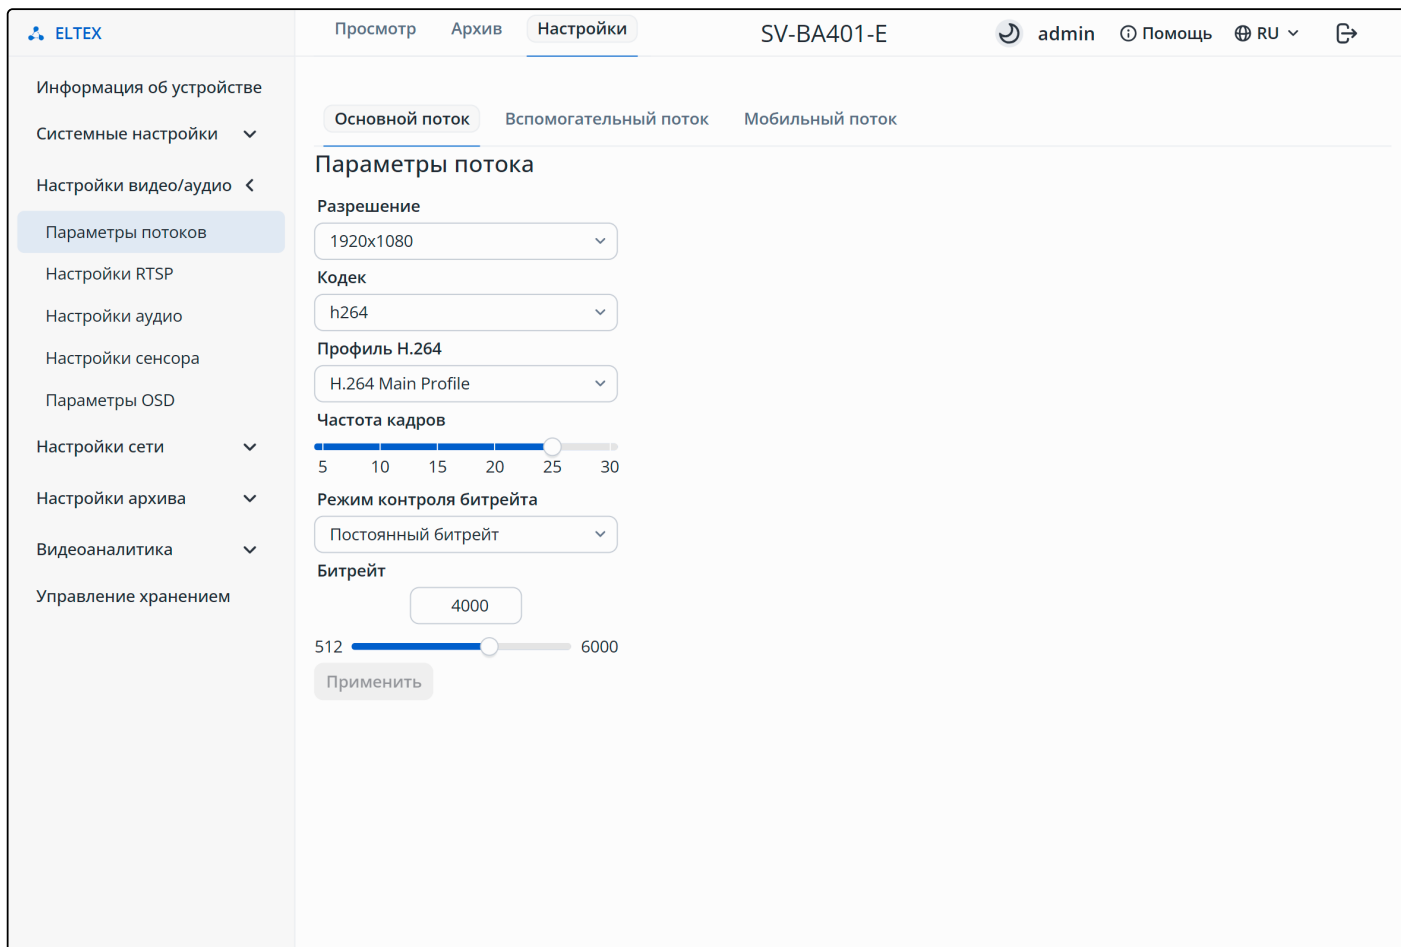 ELTEX
Просмотр Архив Настройки SV-BA401-E admin Помощь RU
Информация об устройстве
Системные настройки
Настройки видео/аудио
Параметры потоков
Настройки RTSP
Настройки аудио
Настройки сенсора
Параметры OSD
Настройки сети
Настройки архива
Видеоаналитика
Управление хранением
Основной поток Вспомогательный поток Мобильный поток
Параметры потока
Разрешение
1920x1080
Кодек
h264
Профиль H.264
H.264 Main Profile
Частота кадров
5 10 15 20 25 30
Режим контроля битрейта
Постоянный битрейт
Битрейт
4000
512 6000
Применить